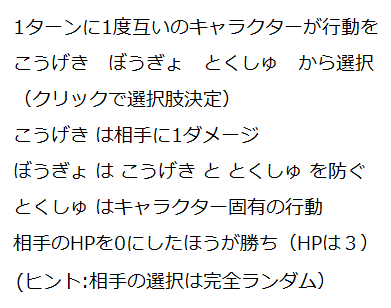 1ターンに1度互いのキャラクターが行動を
こうげき　ぼうぎょ　とくしゅ　から選択
（クリックで選択肢決定）
こうげき は相手に1ダメージ
ぼうぎょ は こうげき と とくしゅ を防ぐ
とくしゅ はキャラクター固有の行動
相手のHPを0にしたほうが勝ち（HPは３）
(ヒント:相手の選択は完全ランダム）